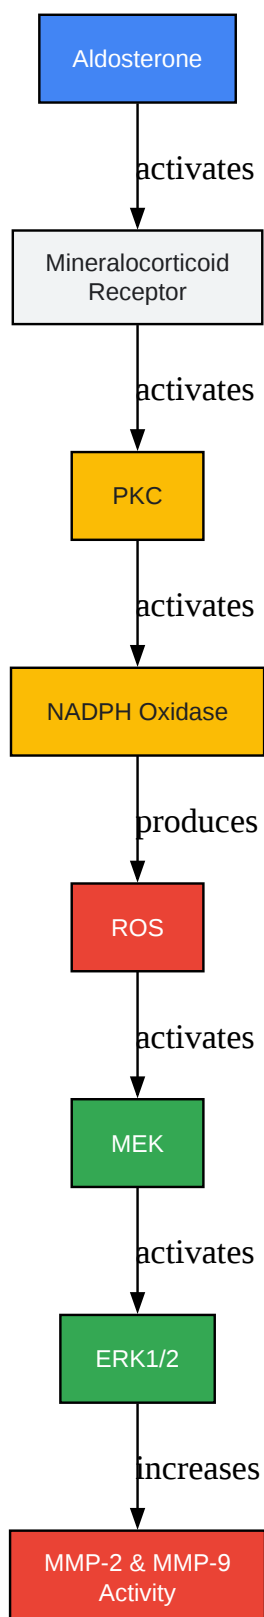 Aldosterone
activates
Mineralocorticoid
Receptor
activates
PKC
activates
NADPH Oxidase
produces
ROS
activates
MEK
activates
ERK1/2
increases
MMP-2 & MMP-9
Activity